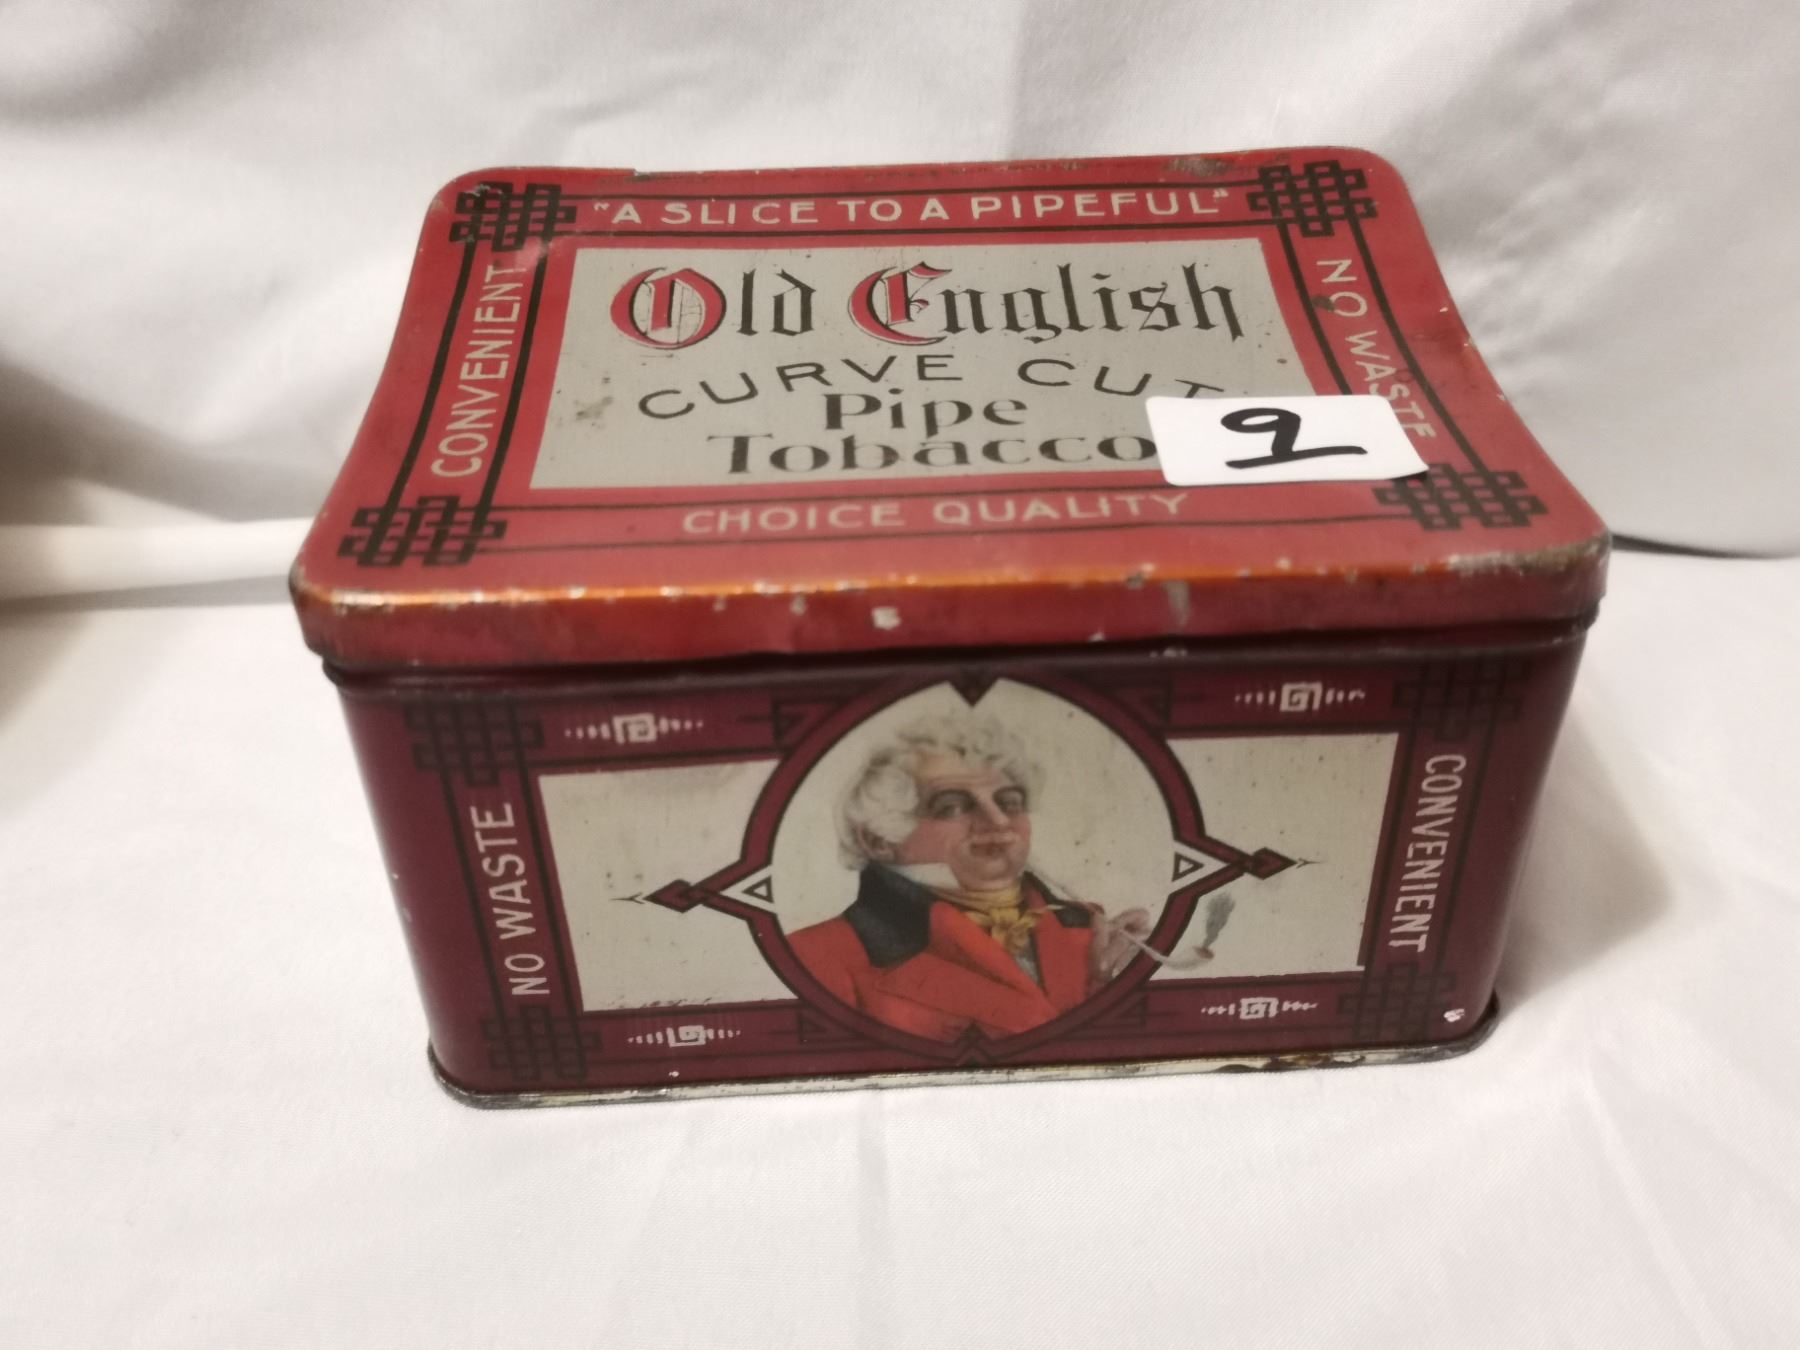 "A SLICE TO A PIPEFUL"
CONVENIENT
Old English
CURVE CUT
Pipe
Tobacco
NO WASTE
9
CHOICE QUALITY
NO WASTE
CONVENIENT